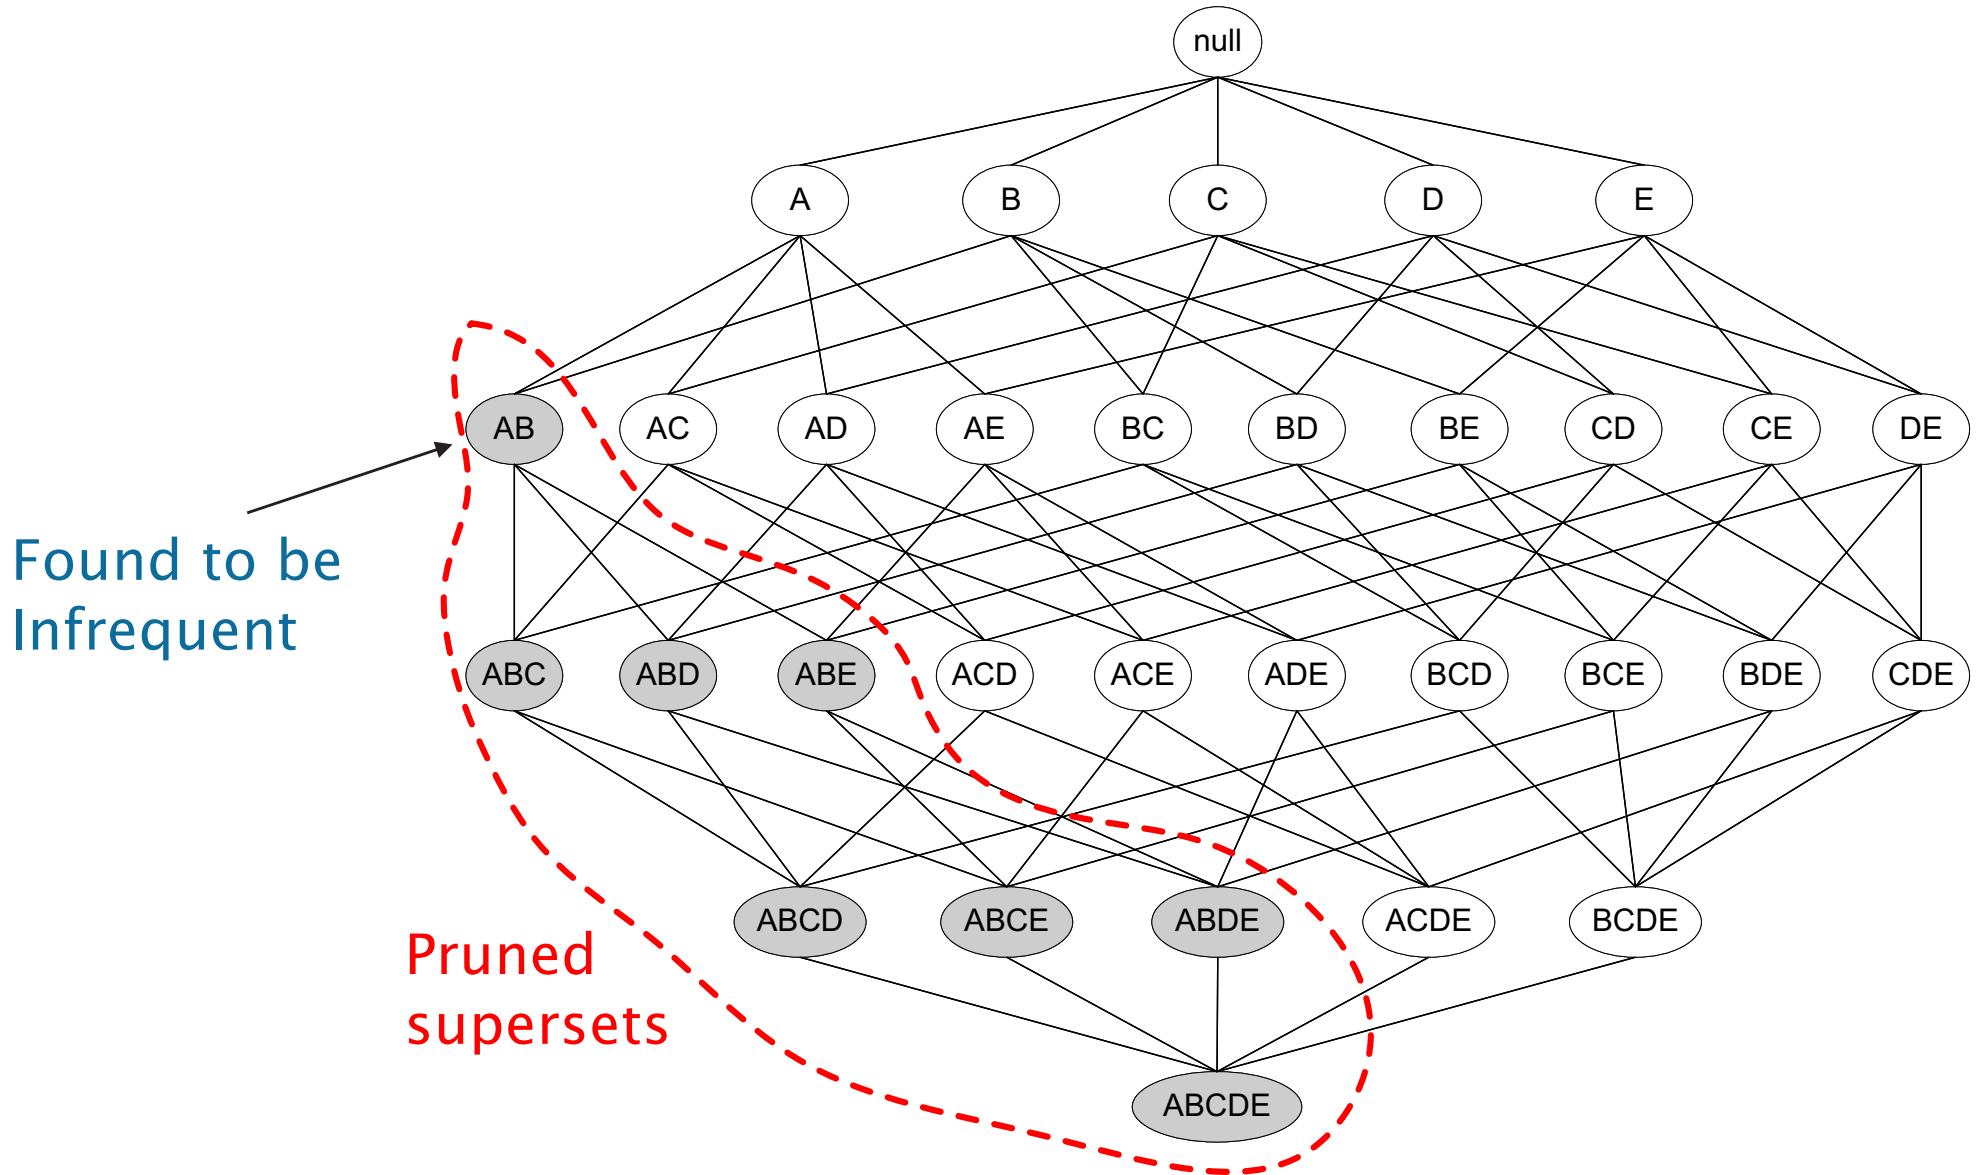 null
A B C D E
AB AC AD AE BC BD BE CD CE DE
Found to be
Infrequent
ABC ABD ABE ACD ACE ADE BCD BCE BDE CDE
ABCD ABCE ABDE ACDE BCDE
Pruned
supersets
ABCDE